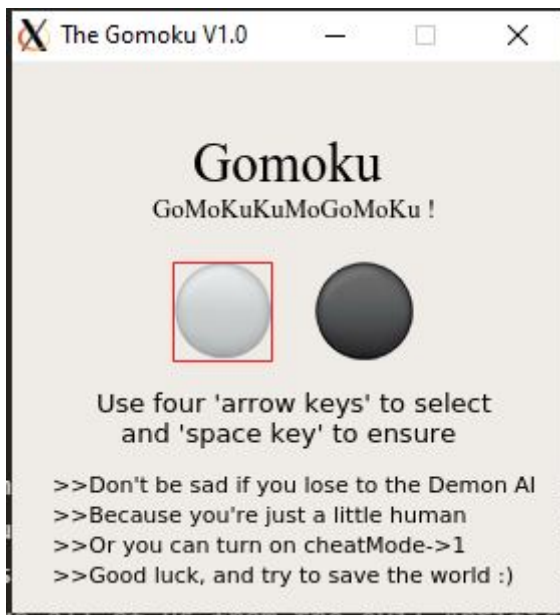 The Gomoku V1.0
Gomoku
GoMoKuKuMoGoMoKu !
Use four 'arrow keys' to select
and 'space key' to ensure
>>Don't be sad if you lose to the Demon AI
>>Because you're just a little human
>>Or you can turn on cheatMode->1
>>Good luck, and try to save the world :)